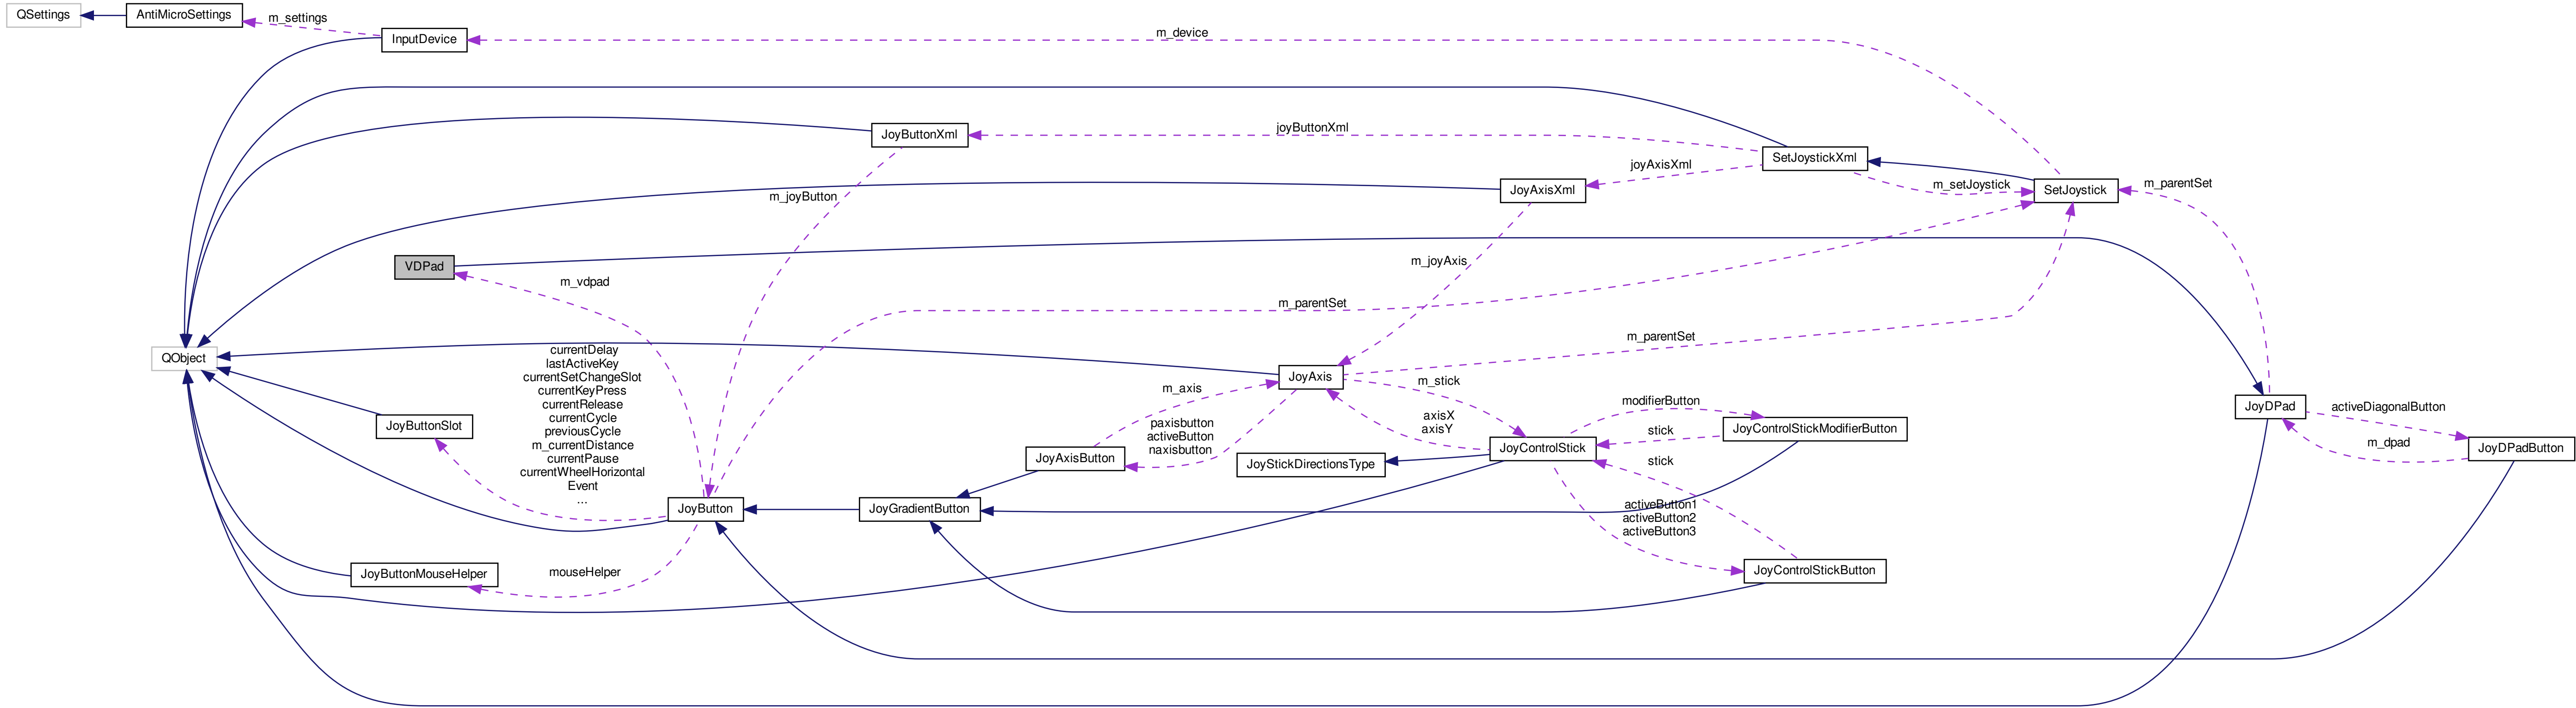 QSettings
AntiMicroSettings
m_settings
InputDevice
m_device
JoyButtonXml
joyButtonXml
SetJoystickXml
joyAxisXml
JoyAxisXml
m_setJoystick
SetJoystick
m_parentSet
m_joyButton
VDPad
m_vdpad
m_joyAxis
m_parentSet
m_parentSet
QObject
currentDelay
lastActiveKey
currentSetChangeSlot
currentKeyPress
currentRelease
currentCycle
previousCycle
m_currentDistance
currentPause
currentWheelHorizontal
Event
...
JoyAxis
m_axis
m_stick
paxisbutton
activeButton
naxisbutton
axisX
axisY
modifierButton
JoyControlStickModifierButton
stick
JoyDPad
activeDiagonalButton
m_dpad
JoyDPadButton
JoyButtonSlot
JoyAxisButton
JoyStickDirectionsType
JoyControlStick
stick
JoyButton
JoyGradientButton
activeButton1
activeButton2
activeButton3
JoyButtonMouseHelper
mouseHelper
JoyControlStickButton